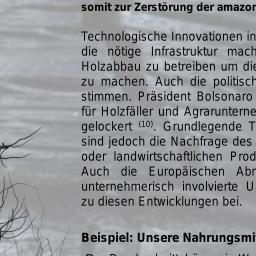 somit zur Zerstörung der amazon
Technologische Innovationen in
die nötige Infrastruktur mach
Holzabbau zu betreiben um die
zu machen. Auch die politisch
stimmen. Präsident Bolsonaro
für Holzfäller und Agrarunterne
gelockert (10). Grundlegende T
sind jedoch die Nachfrage des
oder landwirtschaftlichen Prod
Auch die Europäischen Abn
unternehmerisch involvierte U
zu diesen Entwicklungen bei.
Beispiel: Unsere Nahrungsmi